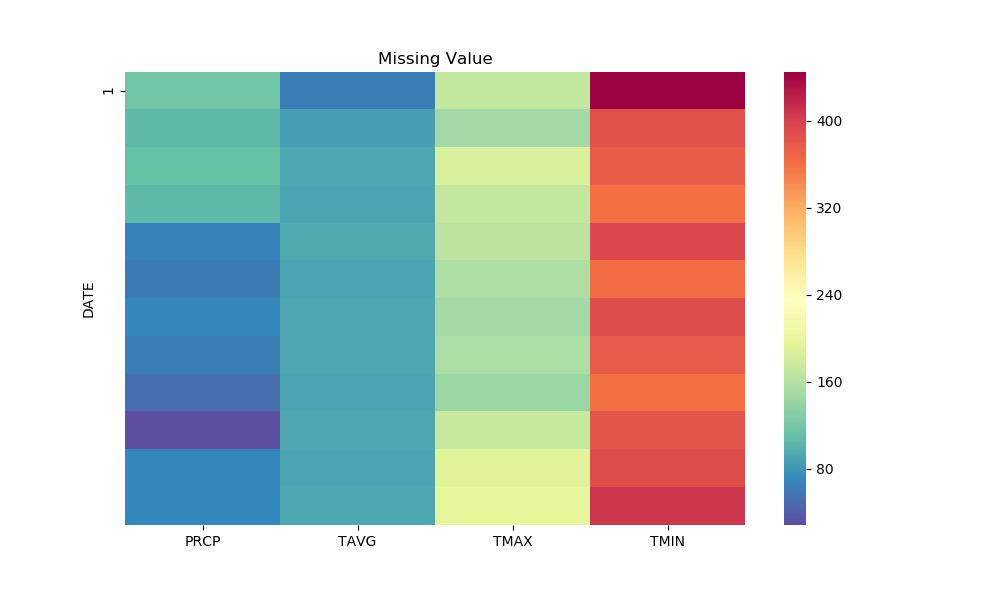 Missing Value
1
DATE
PRCP TAVG TMAX TMIN
400
320
240
160
80